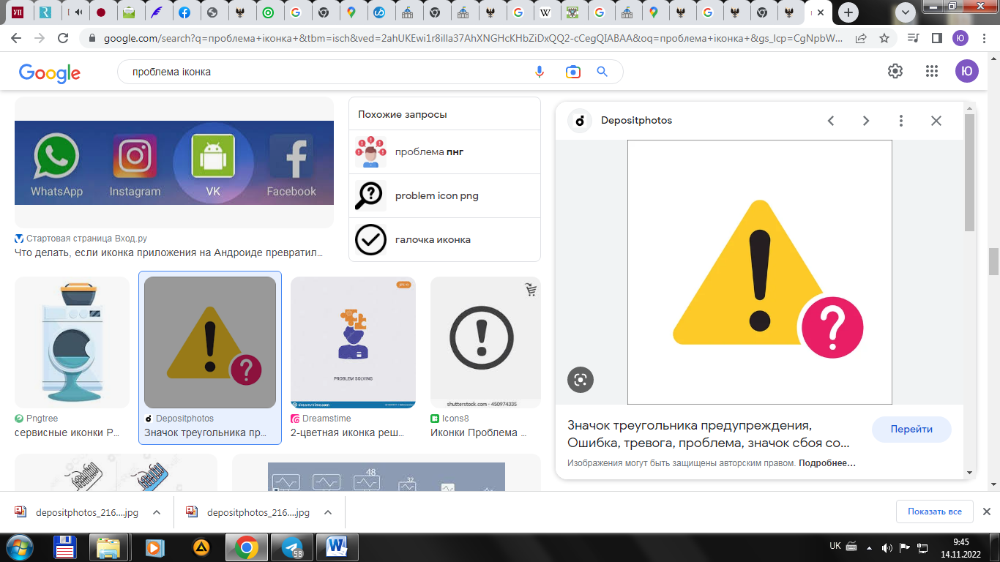 УП
google.com/search?q=проблема+іконка+&tbm=isch&ved=2ahUKEwi1r8illa37AhXNGHcKHbZiDxQQ2-cCegQIABAA&oq=проблема+іконка+&gs_lcp=CgNpbW...
Ю
Google
проблема іконка
Ю
WhatsApp
Instagram
VK
Facebook
Стартовая страница Вход.ру
Что делать, если иконка приложения на Андроиде превратил...
Похожие запросы
проблема пнг
problem icon png
галочка иконка
PROBLEM SOLVING
dreamstime.com
shutterstock.com · 450974335
Pngtree
сервисные иконки P...
Depositphotos
Значок треугольника пр...
Dreamstime
2-цветная иконка реш...
Icons8
Иконки Проблема ...
48
32
Depositphotos
Значок треугольника предупреждения,
Ошибка, тревога, проблема, значок сбоя со...
Перейти
Изображения могут быть защищены авторским правом. Подробнее...
depositphotos_216....jpg
depositphotos_216....jpg
Показать все
58
UK
9:45
14.11.2022